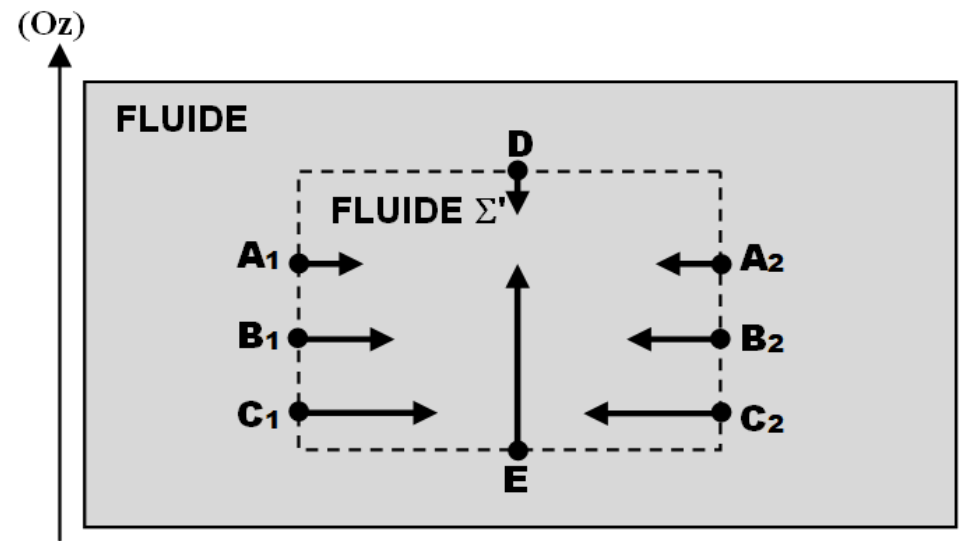 (Oz)
FLUIDE
D
FLUIDE Σ'
A₁ A₂
B₁ B₂
C₁ C₂
E